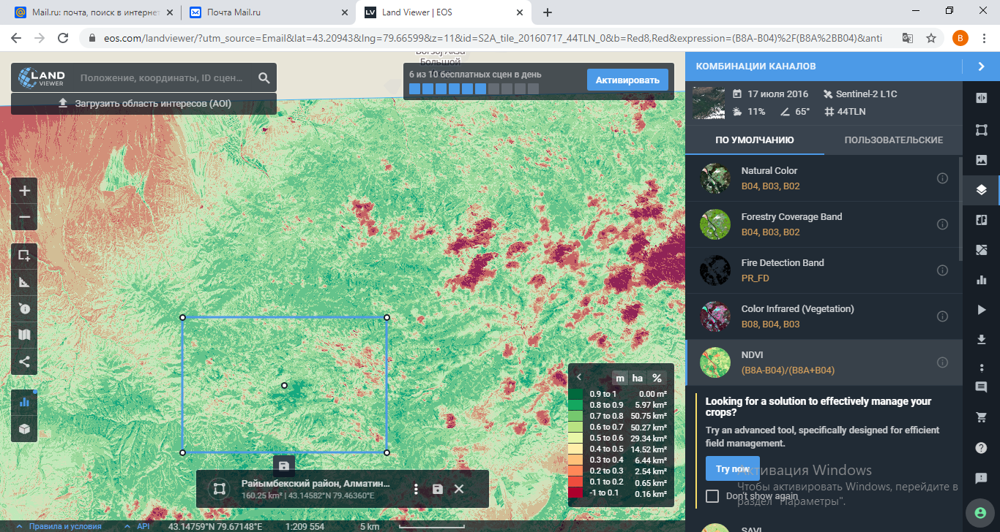 Mail.ru: почта, поиск в интернет
Почта Mail.ru
LV Land Viewer | EOS
eos.com/landviewer/?utm_source=Email&lat=43.20943&lng=79.66599&z=11&id=S2A_tile_20160717_44TLN_0&b=Red8,Red&expression=(B8A-B04)%2F(B8A%2BB04)&anti
B
Большой
LAND
VIEWER
Положение, координаты, ID сцен...
Загрузить область интересов (AOI)
6 из 10 бесплатных сцен в день
Активировать
КОМБИНАЦИИ КАНАЛОВ
17 июля 2016
Sentinel-2 L1C
11%
65°
44TLN
ПО УМОЛЧАНИЮ
ПОЛЬЗОВАТЕЛЬСКИЕ
Natural Color
B04, B03, B02
Forestry Coverage Band
B04, B03, B02
Fire Detection Band
PR_FD
Color Infrared (Vegetation)
B08, B04, B03
NDVI
(B8A-B04)/(B8A+B04)
m ha %
0.9 to 1 0.00 m²
0.8 to 0.9 5.97 km²
0.7 to 0.8 50.75 km²
0.6 to 0.7 50.27 km²
0.5 to 0.6 29.34 km²
0.4 to 0.5 14.52 km²
0.3 to 0.4 6.44 km²
0.2 to 0.3 2.54 km²
0.1 to 0.2 0.65 km²
-1 to 0.1 0.16 km²
Looking for a solution to effectively manage your
crops?
Try an advanced tool, specifically designed for efficient
field management.
Try now
Don't show again
Активация Windows
Чтобы активировать Windows, перейдите в
раздел "Параметры".
SAVI
Райымбекский район, Алматин...
160.25 km² | 43.14582°N 79.46360°E
Правила и условия
API
43.14759°N 79.67148°E
1:209 554
5 km